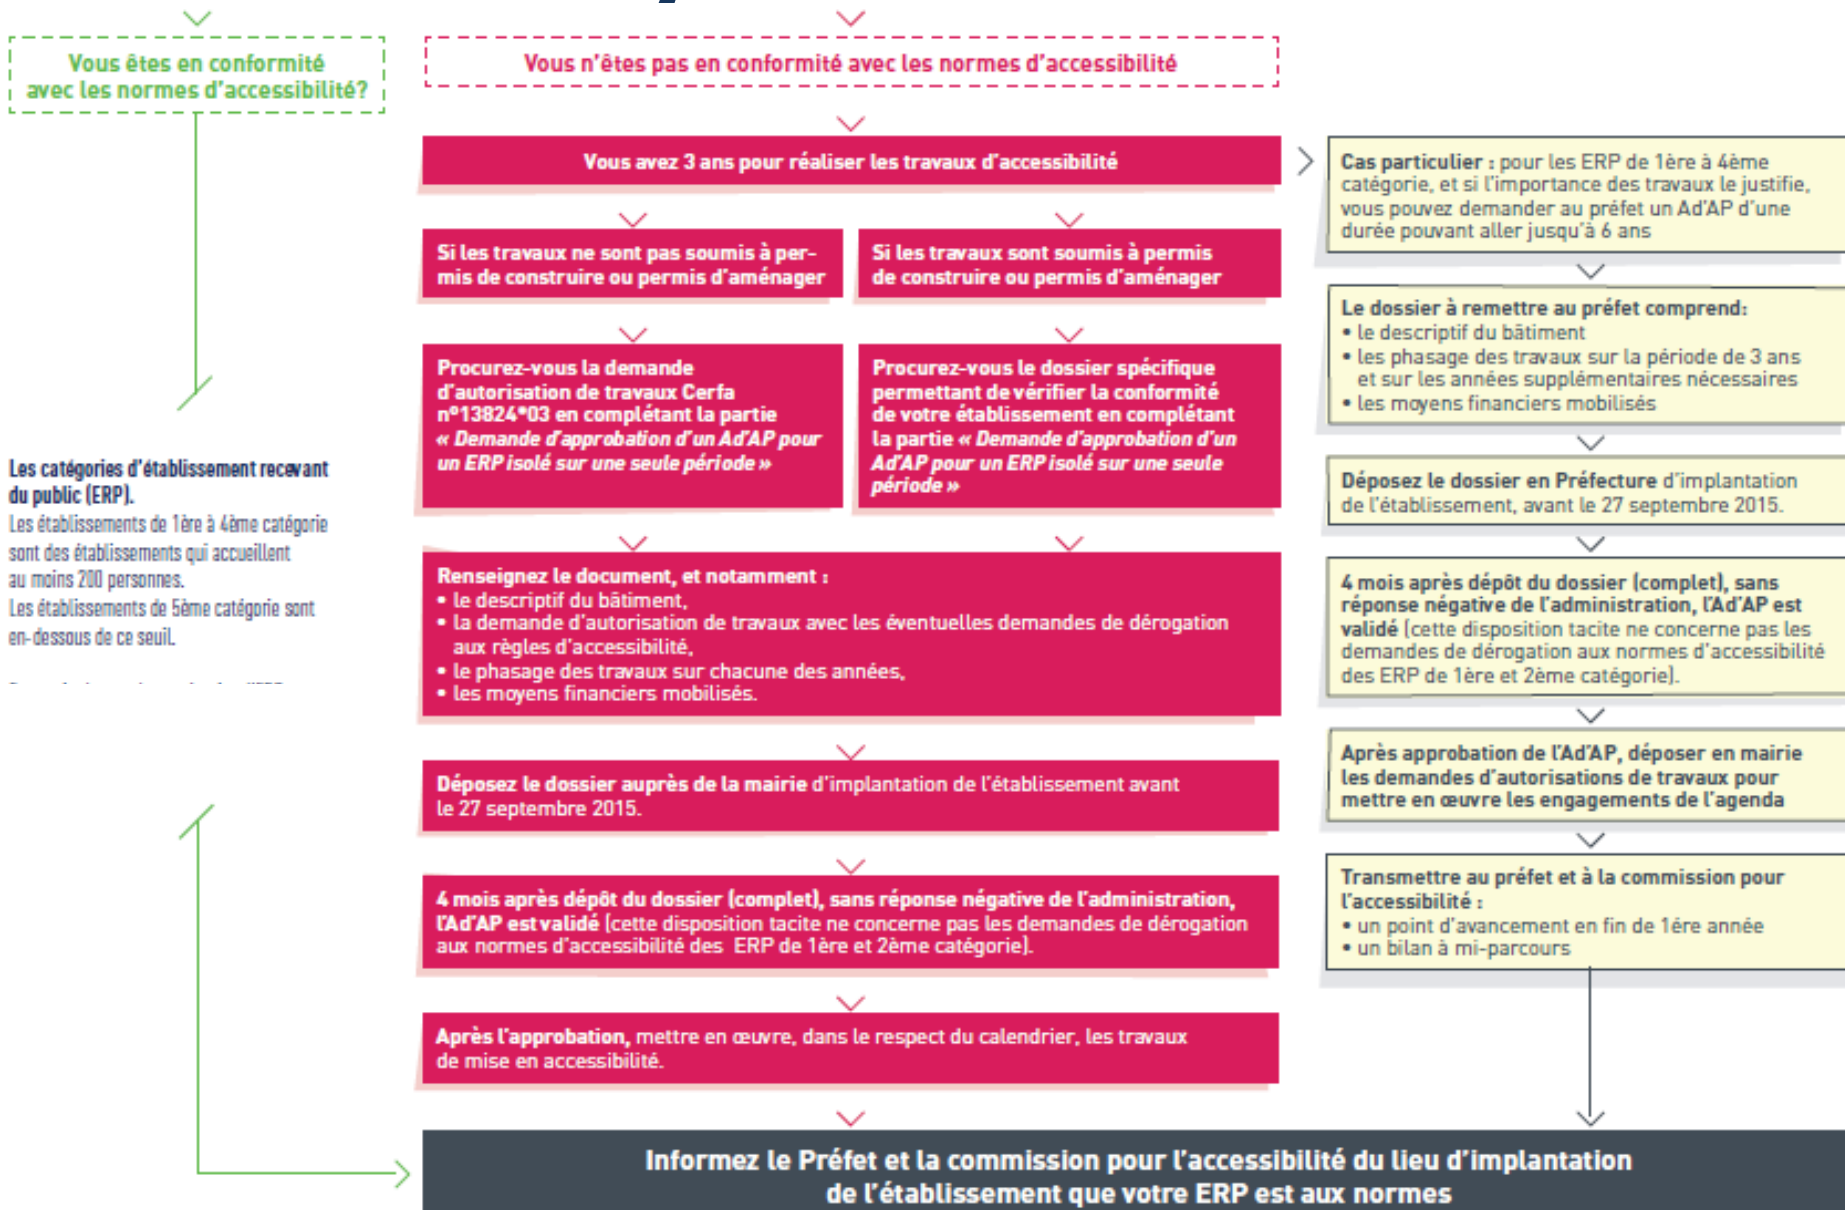 Vous êtes en conformité
avec les normes d'accessibilité?
Les catégories d'établissement recevant
du public (ERP).
Les établissements de 1ère à 4ème catégorie
sont des établissements qui accueillent
au moins 200 personnes.
Les établissements de 5ème catégorie sont
en-dessous de ce seuil.
Vous n'êtes pas en conformité avec les normes d'accessibilité
Vous avez 3 ans pour réaliser les travaux d'accessibilité
Si les travaux ne sont pas soumis à per-
mis de construire ou permis d'aménager
Si les travaux sont soumis à permis
de construire ou permis d'aménager
Procurez-vous la demande
d'autorisation de travaux Cerfa
n°13824*03 en complétant la partie
« Demande d'approbation d'un Ad'AP pour
un ERP isolé sur une seule période »
Procurez-vous le dossier spécifique
permettant de vérifier la conformité
de votre établissement en complétant
la partie « Demande d'approbation d'un
Ad'AP pour un ERP isolé sur une seule
période »
Renseignez le document, et notamment :
• le descriptif du bâtiment,
• la demande d'autorisation de travaux avec les éventuelles demandes de dérogation
aux règles d'accessibilité,
• le phasage des travaux sur chacune des années,
• les moyens financiers mobilisés.
Déposez le dossier auprès de la mairie d'implantation de l'établissement avant
le 27 septembre 2015.
4 mois après dépôt du dossier (complet), sans réponse négative de l'administration,
l'Ad'AP est validé (cette disposition tacite ne concerne pas les demandes de dérogation
aux normes d'accessibilité des ERP de 1ère et 2ème catégorie).
Après l'approbation, mettre en œuvre, dans le respect du calendrier, les travaux
de mise en accessibilité.
Cas particulier : pour les ERP de 1ère à 4ème
catégorie, et si l'importance des travaux le justifie,
vous pouvez demander au préfet un Ad'AP d'une
durée pouvant aller jusqu'à 6 ans
Le dossier à remettre au préfet comprend:
• le descriptif du bâtiment
• les phasage des travaux sur la période de 3 ans
et sur les années supplémentaires nécessaires
• les moyens financiers mobilisés
Déposez le dossier en Préfecture d'implantation
de l'établissement, avant le 27 septembre 2015.
4 mois après dépôt du dossier (complet), sans
réponse négative de l'administration, l'Ad'AP est
validé (cette disposition tacite ne concerne pas les
demandes de dérogation aux normes d'accessibilité
des ERP de 1ère et 2ème catégorie).
Après approbation de l'Ad'AP, déposer en mairie
les demandes d'autorisations de travaux pour
mettre en œuvre les engagements de l'agenda
Transmettre au préfet et à la commission pour
l'accessibilité :
• un point d'avancement en fin de 1ére année
• un bilan à mi-parcours
Informez le Préfet et la commission pour l'accessibilité du lieu d'implantation
de l'établissement que votre ERP est aux normes